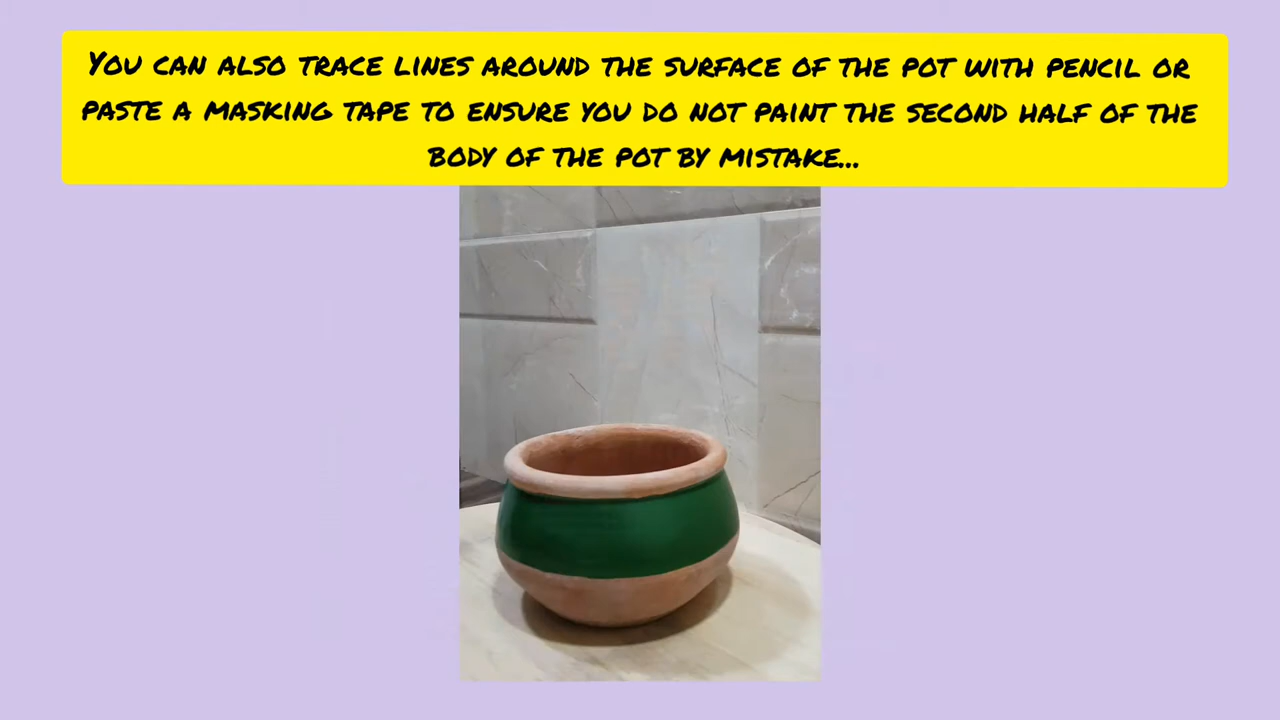 You can also trace lines around the surface of the pot with pencil or
paste a masking tape to ensure you do not paint the second half of the
body of the pot by mistake...